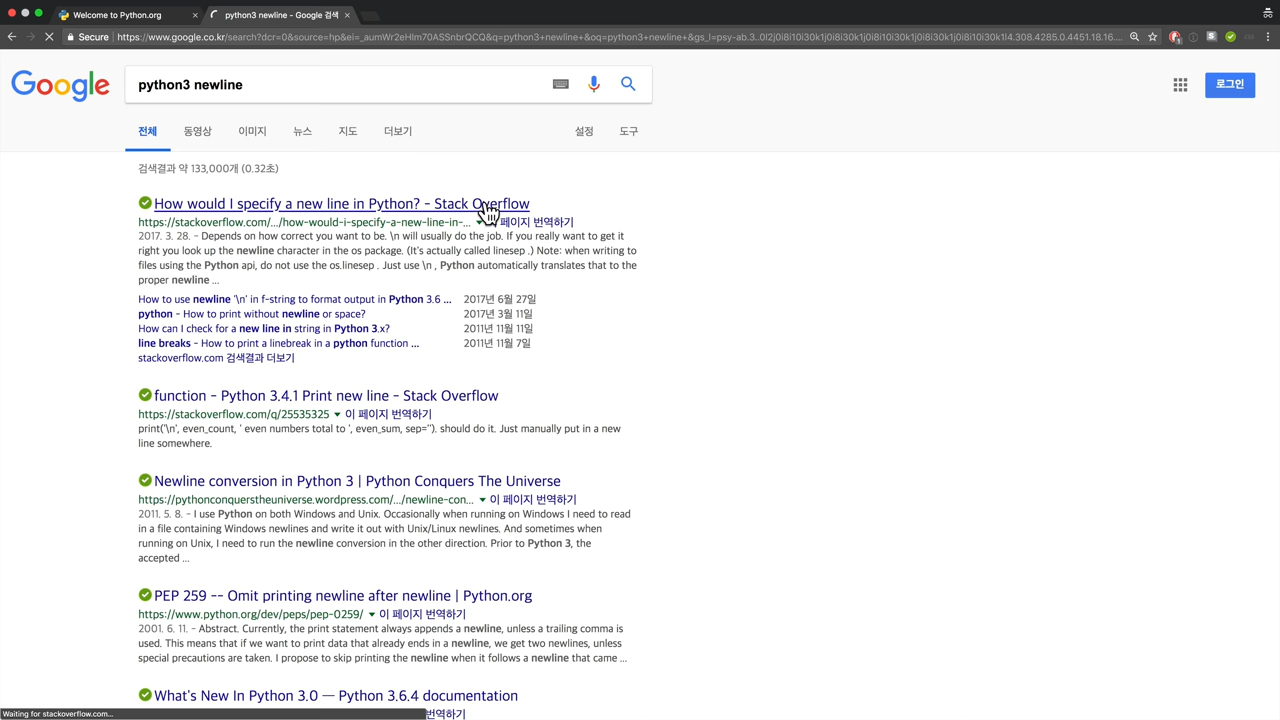 Welcome to Python.org
python3 newline - Google 검색
Secure
https://www.google.co.kr/search?dcr=0&source=hp&ei=_aumWr2eHlm70ASSnRCQCQ&q=python3+newline+&oq=python3+newline+&gs_l=psy-ab.3..0l2j0i8i10i30k1j0i8i30k1j0i8i10i30k1j0i8i30k1j0i8i10i30k1l4.308.4285.0.4451.18.16....
Google
python3 newline
로그인
전체
동영상
이미지
뉴스
지도
더보기
설정
도구
검색결과 약 133,000개 (0.32초)
How would I specify a new line in Python? - Stack Overflow
https://stackoverflow.com/.../how-would-i-specify-a-new-line-in-... 페이지 번역하기
2017. 3. 28. - Depends on how correct you want to be. \n will usually do the job. If you really want to get it
right you look up the newline character in the os package. (It's actually called linesep .) Note: when writing to
files using the Python api, do not use the os.linesep . Just use \n , Python automatically translates that to the
proper newline ...
How to use newline '\n' in f-string to format output in Python 3.6 ... 2017년 6월 27일
python - How to print without newline or space? 2017년 3월 11일
How can I check for a new line in string in Python 3.x? 2011년 11월 11일
line breaks - How to print a linebreak in a python function ... 2011년 11월 7일
stackoverflow.com 검색결과 더보기
function - Python 3.4.1 Print new line - Stack Overflow
https://stackoverflow.com/q/25535325 이 페이지 번역하기
print('\n', even_count, ' even numbers total to ', even_sum, sep=''). should do it. Just manually put in a new
line somewhere.
Newline conversion in Python 3 | Python Conquers The Universe
https://pythonconquerstheuniverse.wordpress.com/.../newline-con... 이 페이지 번역하기
2011. 5. 8. - I use Python on both Windows and Unix. Occasionally when running on Windows I need to read
in a file containing Windows newlines and write it out with Unix/Linux newlines. And sometimes when
running on Unix, I need to run the newline conversion in the other direction. Prior to Python 3, the
accepted ...
PEP 259 -- Omit printing newline after newline | Python.org
https://www.python.org/dev/peps/pep-0259/ 이 페이지 번역하기
2001. 6. 11. - Abstract. Currently, the print statement always appends a newline, unless a trailing comma is
used. This means that if we want to print data that already ends in a newline, we get two newlines, unless
special precautions are taken. I propose to skip printing the newline when it follows a newline that came ...
What's New In Python 3.0 — Python 3.6.4 documentation
번역하기
Waiting for stackoverflow.com...